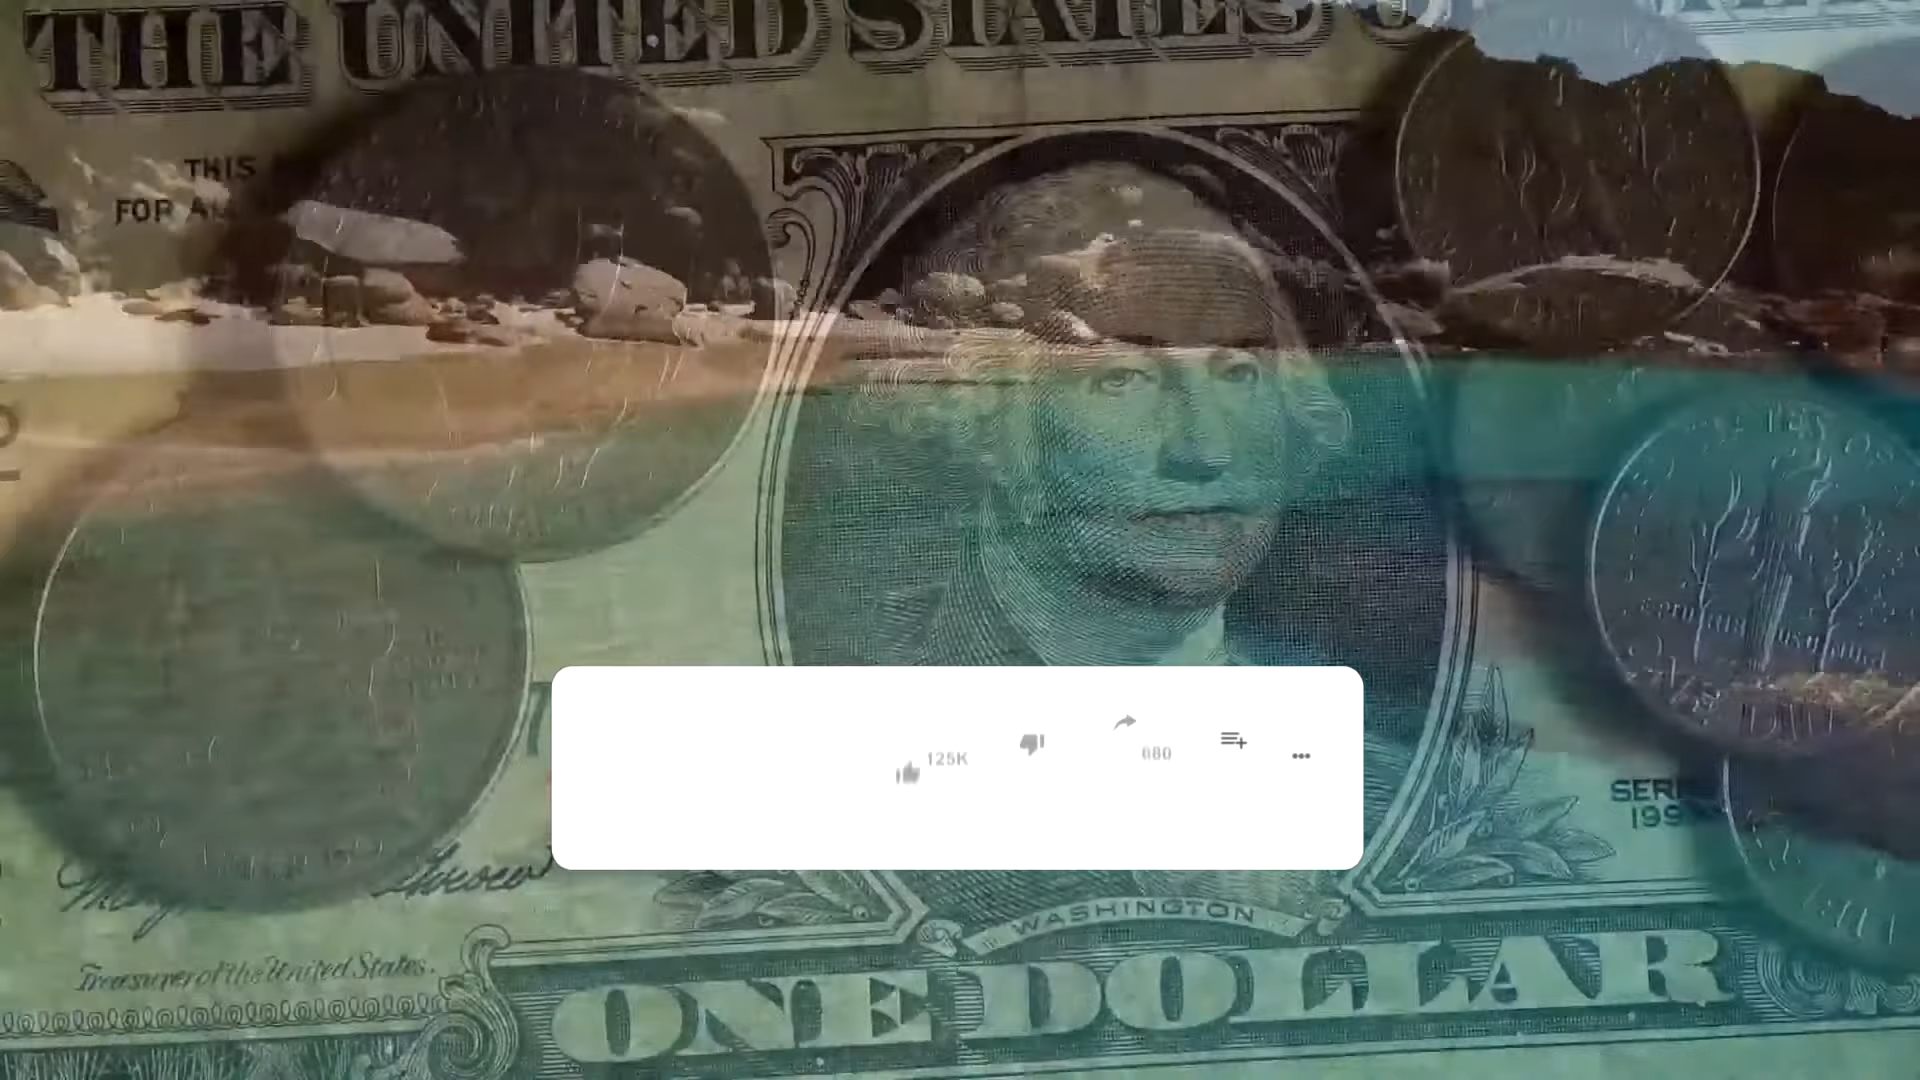 THE UNITED STATES
THIS
FOR
125K
680
SERI
199
WASHINGTON
Treasurer of the United States.
ONE DOLLAR